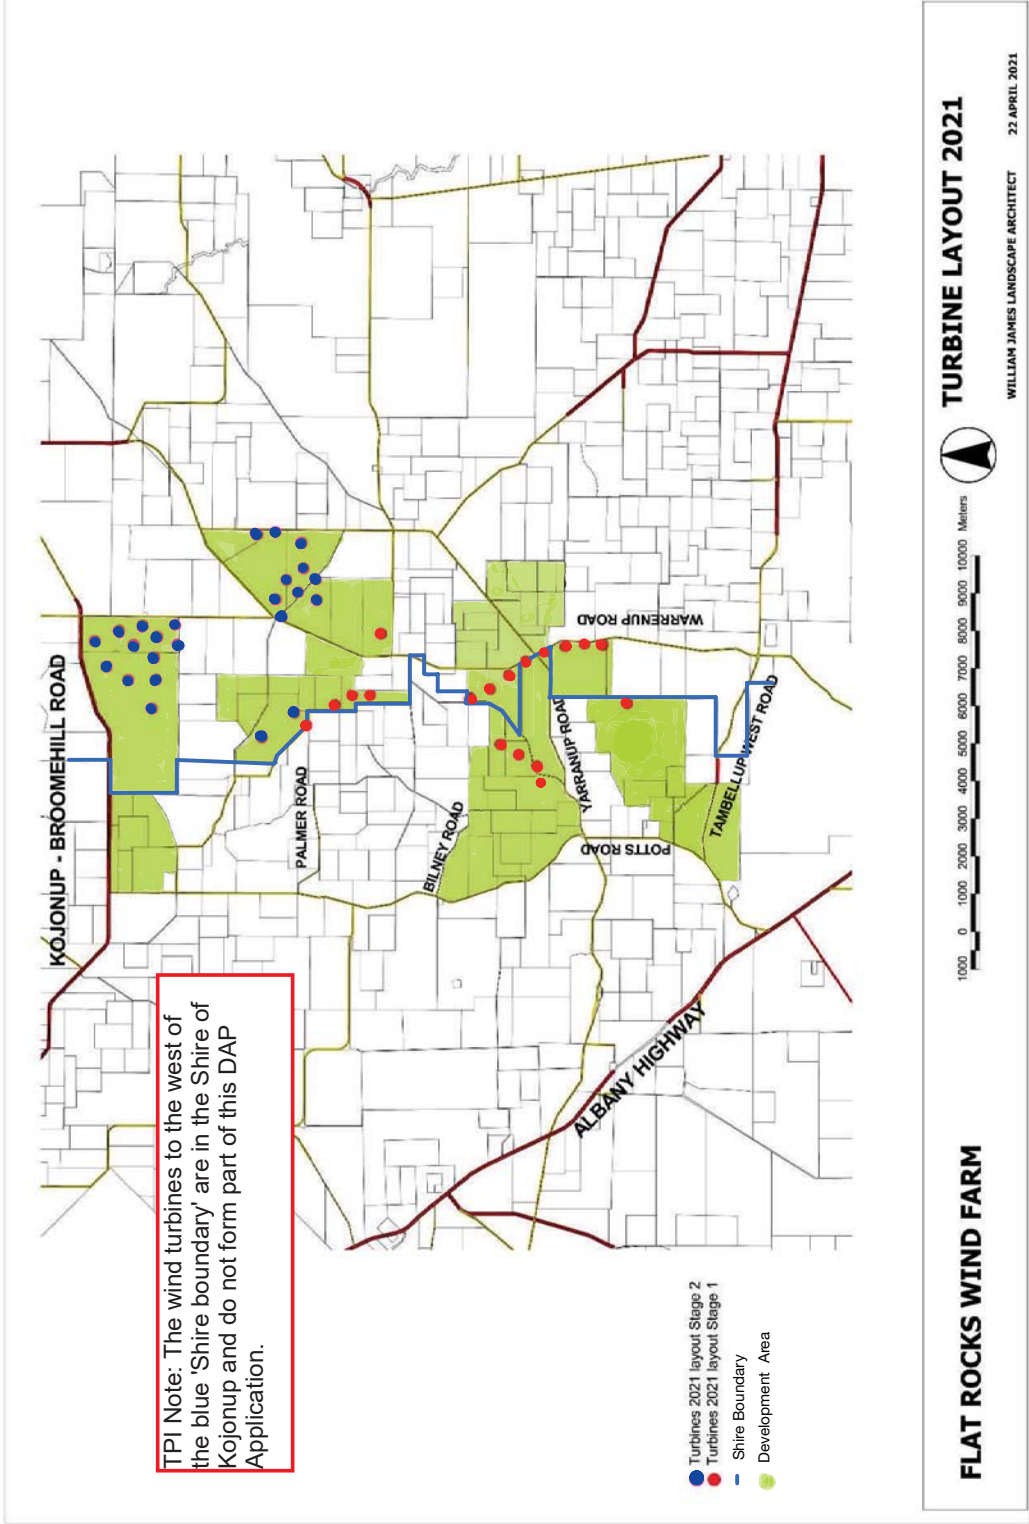 TPI Note: The wind turbines to the west of
the blue 'Shire boundary' are in the Shire of
Kojonup and do not form part of this DAP
Application.
KOJONUP - BROOMEHILL ROAD
PALMER ROAD
BILNEY ROAD
YARRANUP ROAD
WARRENUP ROAD
POTTS ROAD
TAMBELLUP WEST ROAD
ALBANY HIGHWAY
Turbines 2021 layout Stage 2
Turbines 2021 layout Stage 1
Shire Boundary
Development Area
FLAT ROCKS WIND FARM
1000 0 1000 2000 3000 4000 5000 6000 7000 8000 9000 10000 Meters
TURBINE LAYOUT 2021
WILLIAM JAMES LANDSCAPE ARCHITECT 22 APRIL 2021